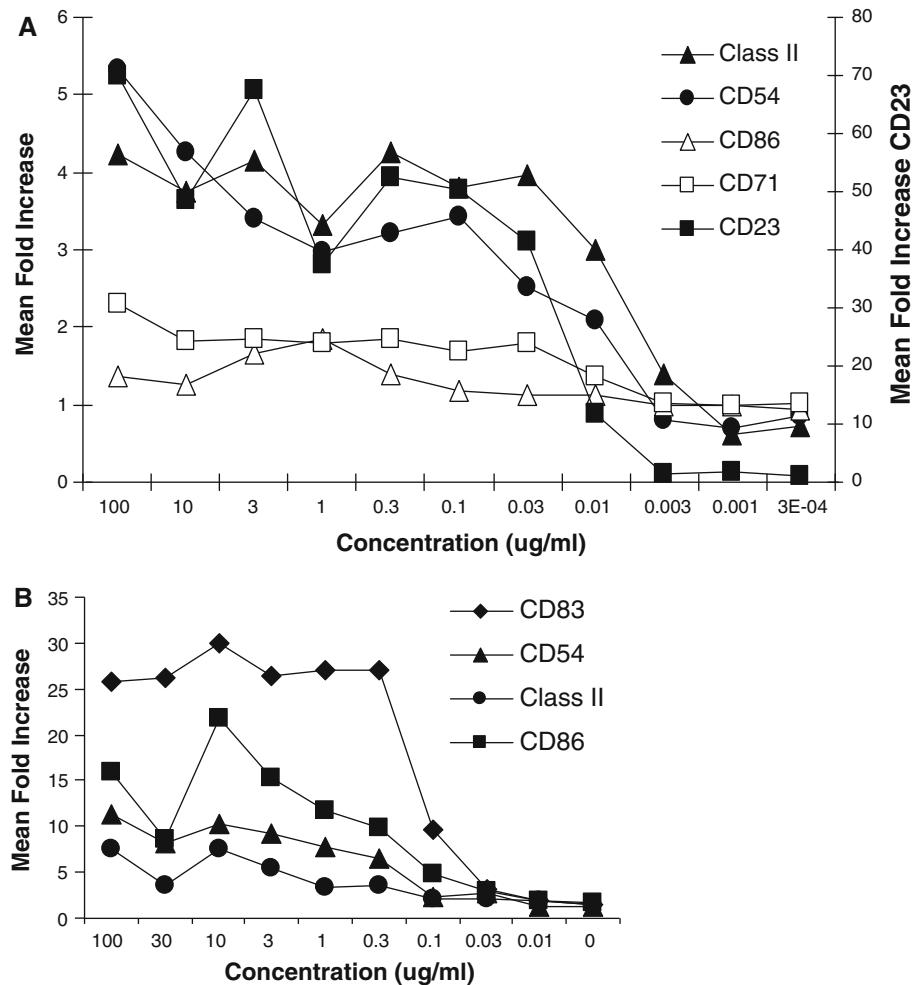 A
6
5
4
3
2
1
0
Mean Fold Increase
80
70
60
50
40
30
20
10
0
Mean Fold Increase CD23
Class II
CD54
CD86
CD71
CD23
100 10 3 1 0.3 0.1 0.03 0.01 0.003 0.001 3E-04
Concentration (ug/ml)
B
35
30
25
20
15
10
5
0
Mean Fold Increase
CD83
CD54
Class II
CD86
100 30 10 3 1 0.3 0.1 0.03 0.01 0
Concentration (ug/ml)